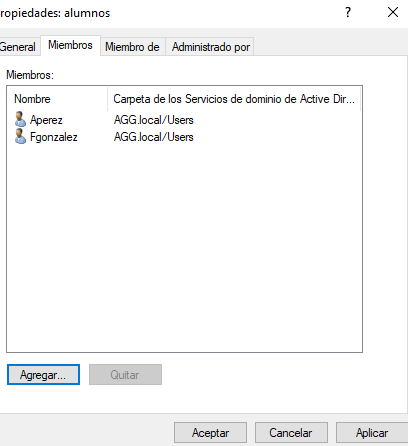 ropiedades: alumnos
?
General Miembros Miembro de Administrado por
Miembros:
Nombre Carpeta de los Servicios de dominio de Active Dir...
Aperez AGG.local/Users
Fgonzalez AGG.local/Users
Agregar... Quitar
Aceptar Cancelar Aplicar